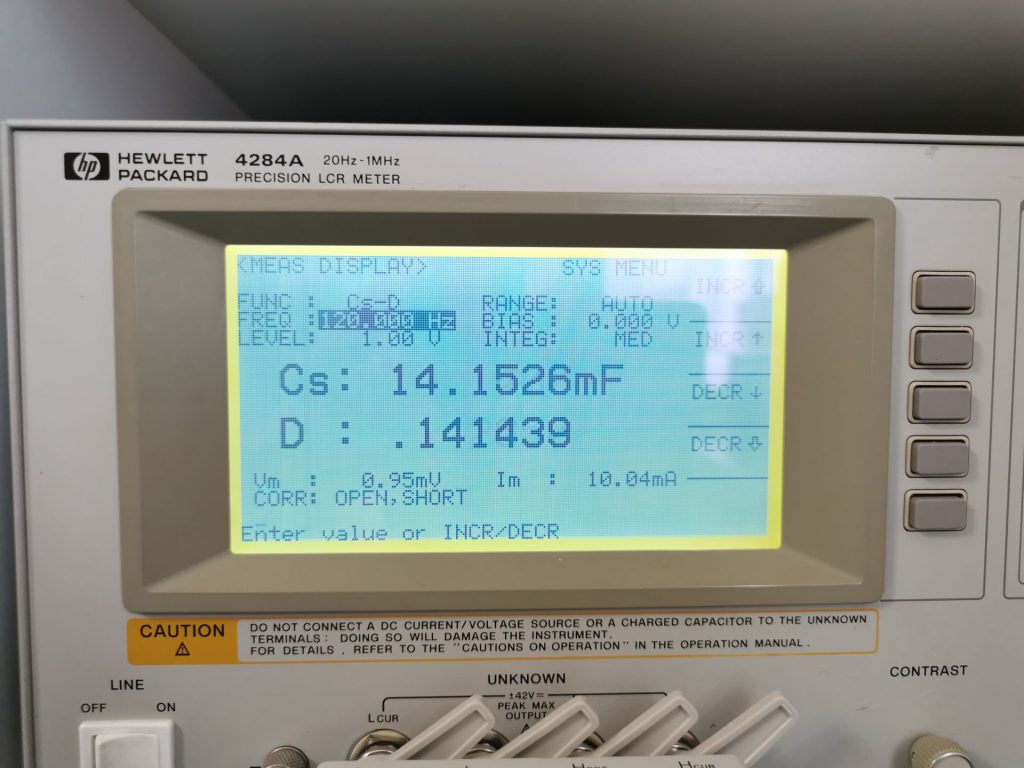 hp HEWLETT PACKARD 4284A 20Hz-1MHz
PRECISION LCR METER
<MEAS DISPLAY> SYS MENU
INCR ⇧
FUNC : Cs-D RANGE: AUTO
FREQ : 120.000 Hz BIAS : 0.000 V
LEVEL: 1.00 V INTEG: MED
INCR ↑
Cs: 14.1526mF
DECR ↓
D : .141439
DECR ⇩
Vm : 0.95mV Im : 10.04mA
CORR: OPEN,SHORT
Enter value or INCR/DECR
CAUTION
DO NOT CONNECT A DC CURRENT/VOLTAGE SOURCE OR A CHARGED CAPACITOR TO THE UNKNOWN
TERMINALS: DOING SO WILL DAMAGE THE INSTRUMENT.
FOR DETAILS, REFER TO THE "CAUTIONS ON OPERATION" IN THE OPERATION MANUAL.
LINE
OFF ON
UNKNOWN
±42V
PEAK MAX
OUTPUT
LCUR
CONTRAST
HCUR